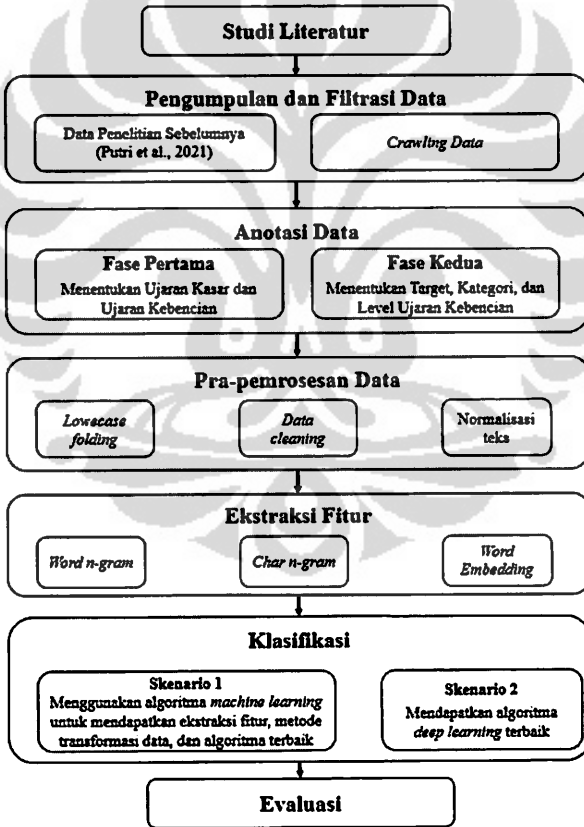 Studi Literatur
Pengumpulan dan Filtrasi Data
Data Penelitian Sebelumnya
(Putri et al., 2021)
Crawling Data
Anotasi Data
Fase Pertama
Menentukan Ujaran Kasar dan
Ujaran Kebencian
Fase Kedua
Menentukan Target, Kategori, dan
Level Ujaran Kebencian
Pra-pemrosesan Data
Lowecase
folding
Data
cleaning
Normalisasi
teks
Ekstraksi Fitur
Word n-gram
Char n-gram
Word
Embedding
Klasifikasi
Skenario 1
Menggunakan algoritma machine learning
untuk mendapatkan ekstraksi fitur, metode
transformasi data, dan algoritma terbaik
Skenario 2
Mendapatkan algoritma
deep learning terbaik
Evaluasi